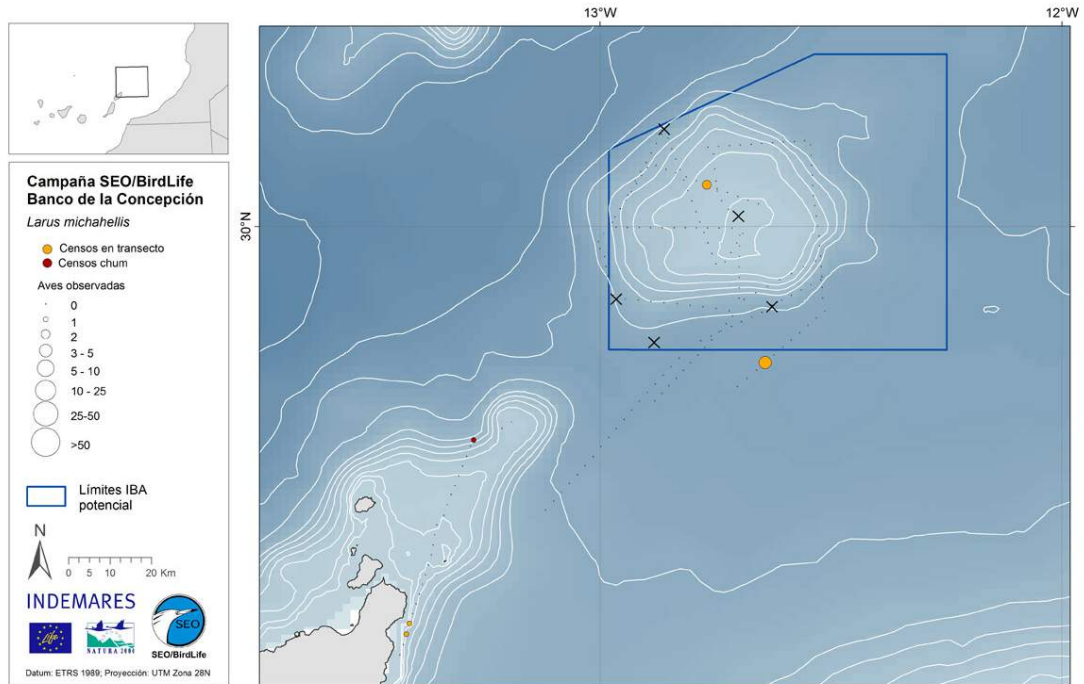 13°W
12°W
30°N
Campaña SEO/BirdLife
Banco de la Concepción
Larus michahellis
Censos en transecto
Censos chum
Aves observadas
0
1
2
3 - 5
5 - 10
10 - 25
25-50
>50
Límites IBA
potencial
N
0 5 10 20 Km
INDEMARES
Life
NATURA 2000
SEO
SEO/BirdLife
Datum: ETRS 1989; Proyección: UTM Zona 28N